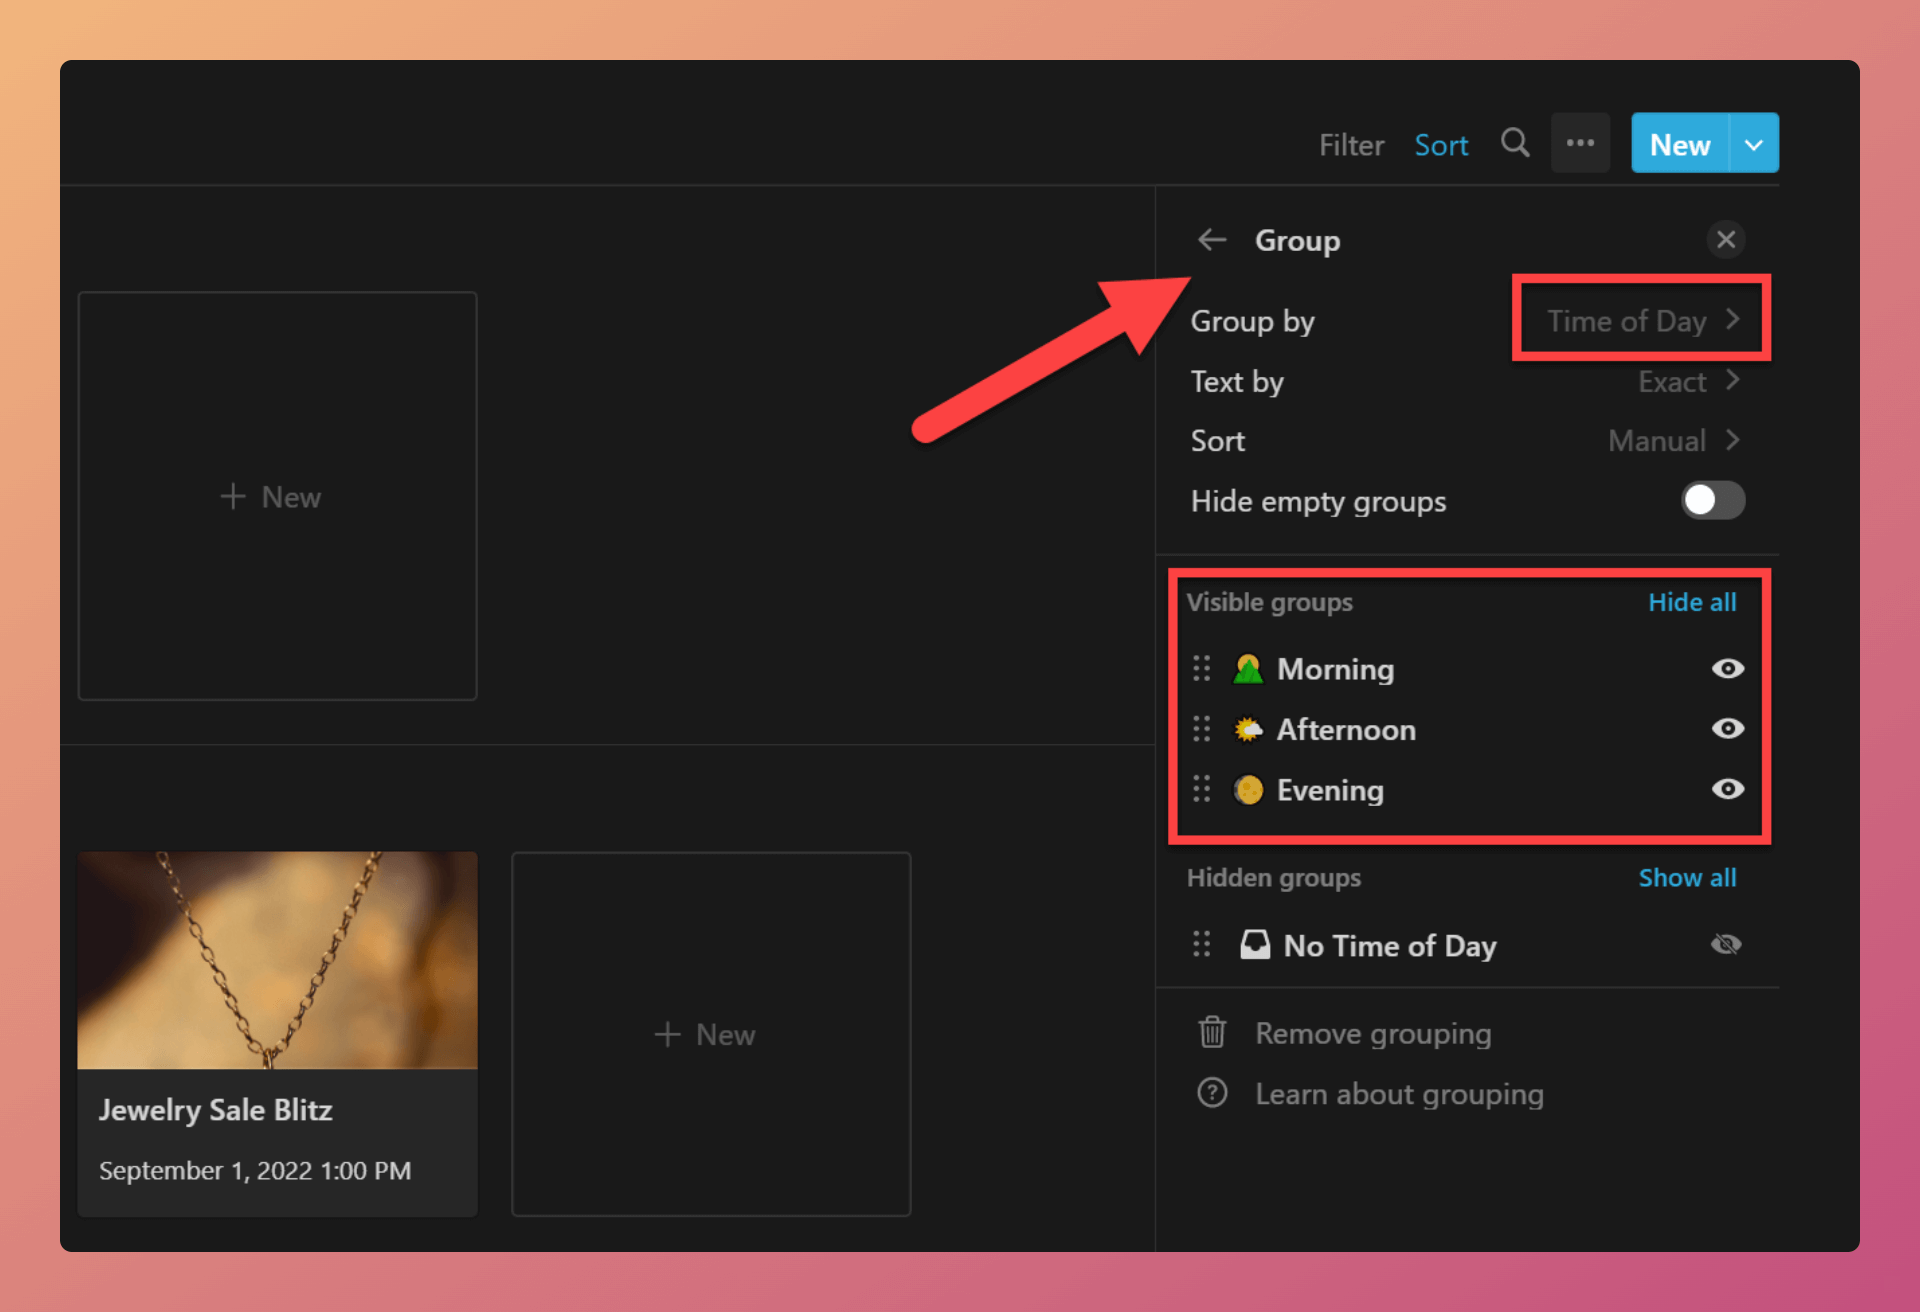 Filter Sort New
Group
Group by Time of Day
Text by Exact
Sort Manual
Hide empty groups
Visible groups Hide all
Morning
Afternoon
Evening
Hidden groups Show all
No Time of Day
Remove grouping
Learn about grouping
+ New
Jewelry Sale Blitz
September 1, 2022 1:00 PM
+ New